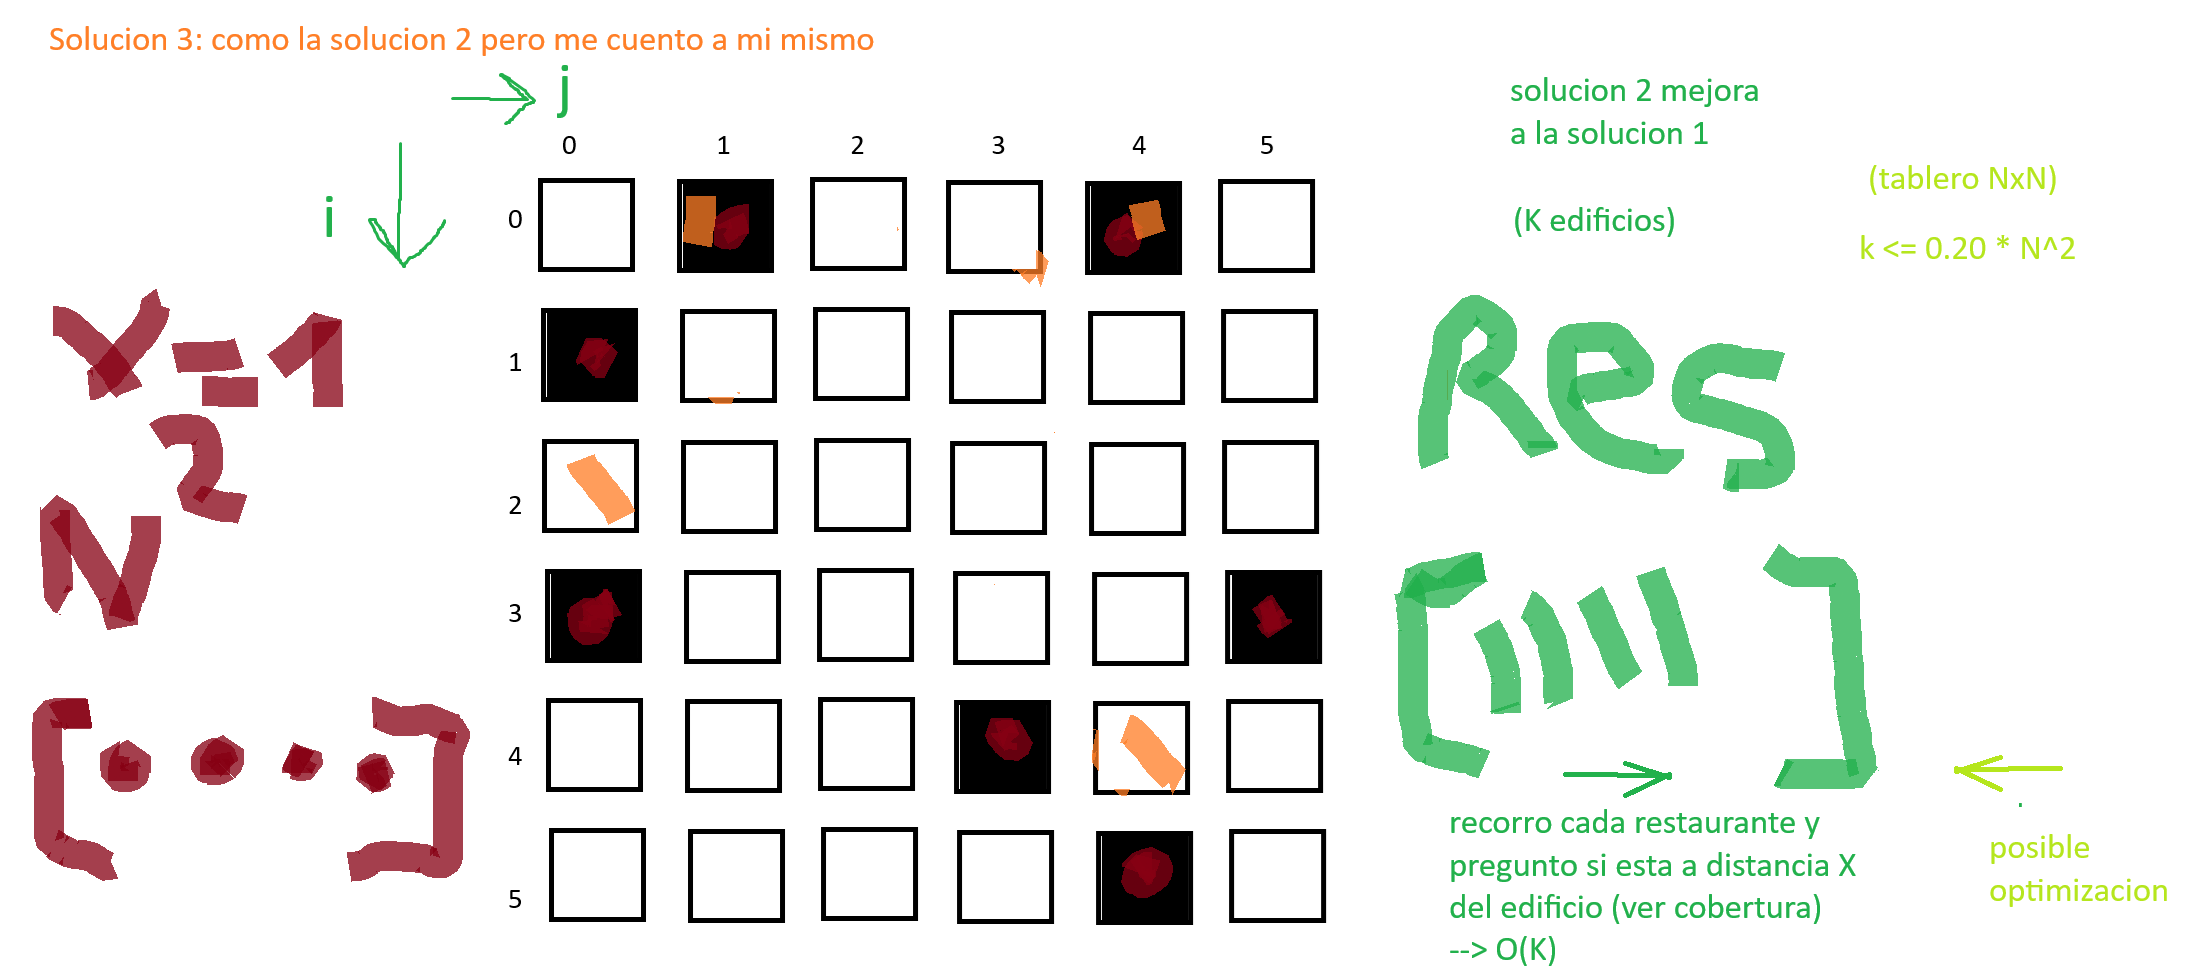 Solucion 3: como la solucion 2 pero me cuento a mi mismo
j
i
0 1 2 3 4 5
0
1
2
3
4
5
solucion 2 mejora
a la solucion 1
(K edificios)
(tablero NxN)
k <= 0.20 * N^2
X=1
2
N
Res
recorro cada restaurante y
pregunto si esta a distancia X
del edificio (ver cobertura)
--> O(K)
posible
optimizacion